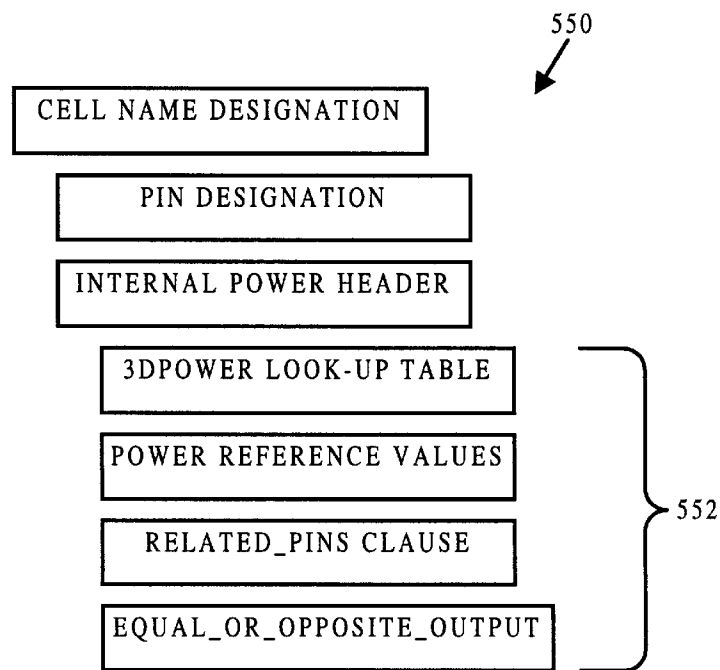 550
CELL NAME DESIGNATION
PIN DESIGNATION
INTERNAL POWER HEADER
3DPOWER LOOK-UP TABLE
POWER REFERENCE VALUES
552
RELATED_PINS CLAUSE
EQUAL_OR_OPPOSITE_OUTPUT